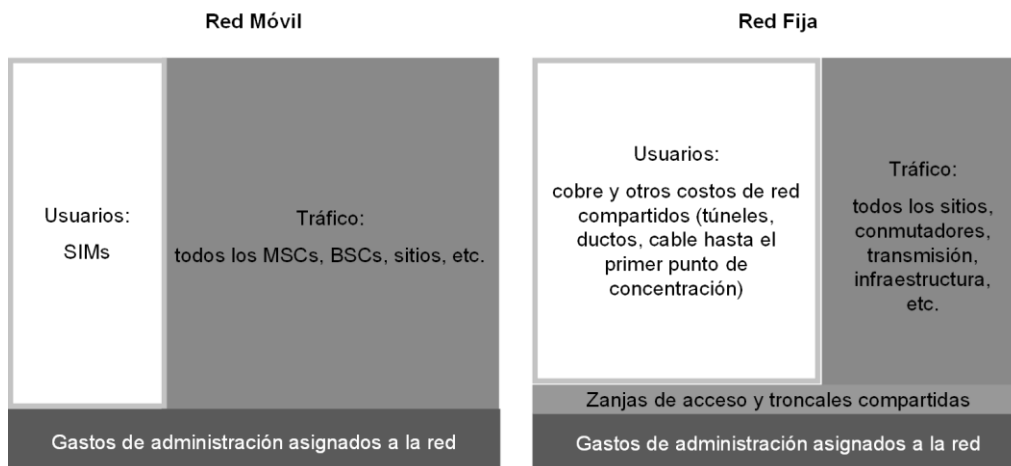 Red Móvil
Usuarios:
SIMs
Tráfico:
todos los MSCs, BSCs, sitios, etc.
Gastos de administración asignados a la red
Red Fija
Usuarios:
cobre y otros costos de red
compartidos (túneles,
ductos, cable hasta el
primer punto de
concentración)
Tráfico:
todos los sitios,
conmutadores,
transmisión,
infraestructura,
etc.
Zanjas de acceso y troncales compartidas
Gastos de administración asignados a la red